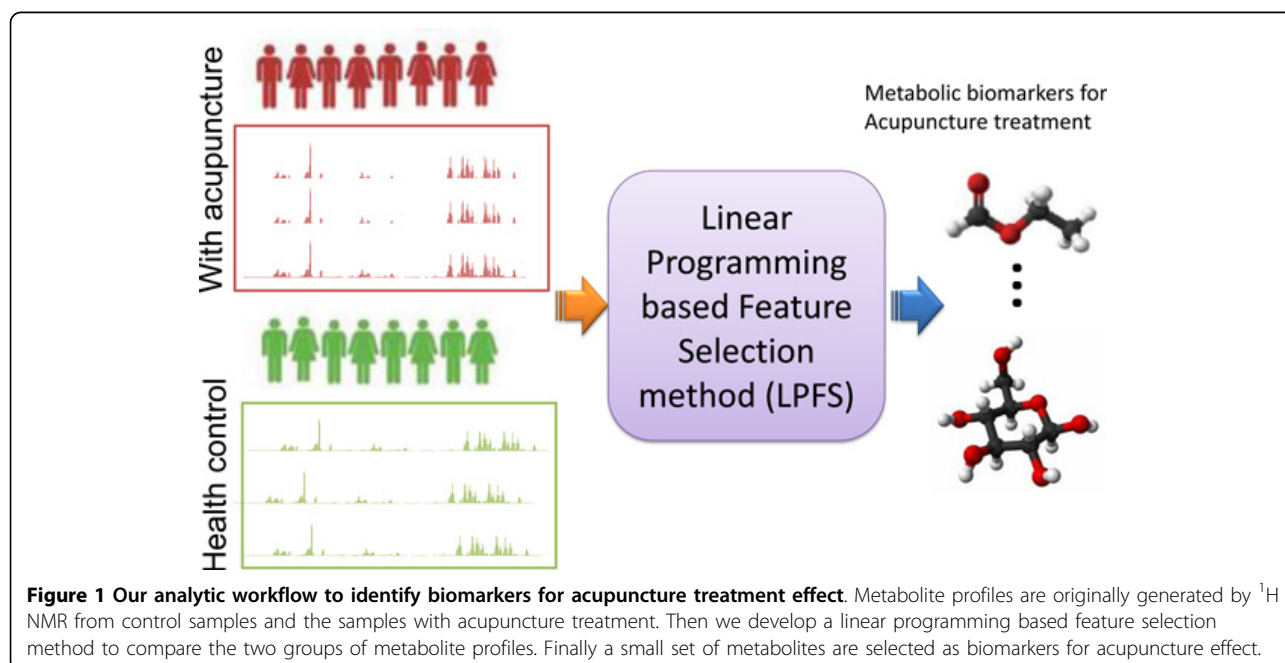 With acupuncture
Health control
Linear
Programming
based Feature
Selection
method (LPFS)
Metabolic biomarkers for
Acupuncture treatment
Figure 1 Our analytic workflow to identify biomarkers for acupuncture treatment effect. Metabolite profiles are originally generated by ¹H
NMR from control samples and the samples with acupuncture treatment. Then we develop a linear programming based feature selection
method to compare the two groups of metabolite profiles. Finally a small set of metabolites are selected as biomarkers for acupuncture effect.